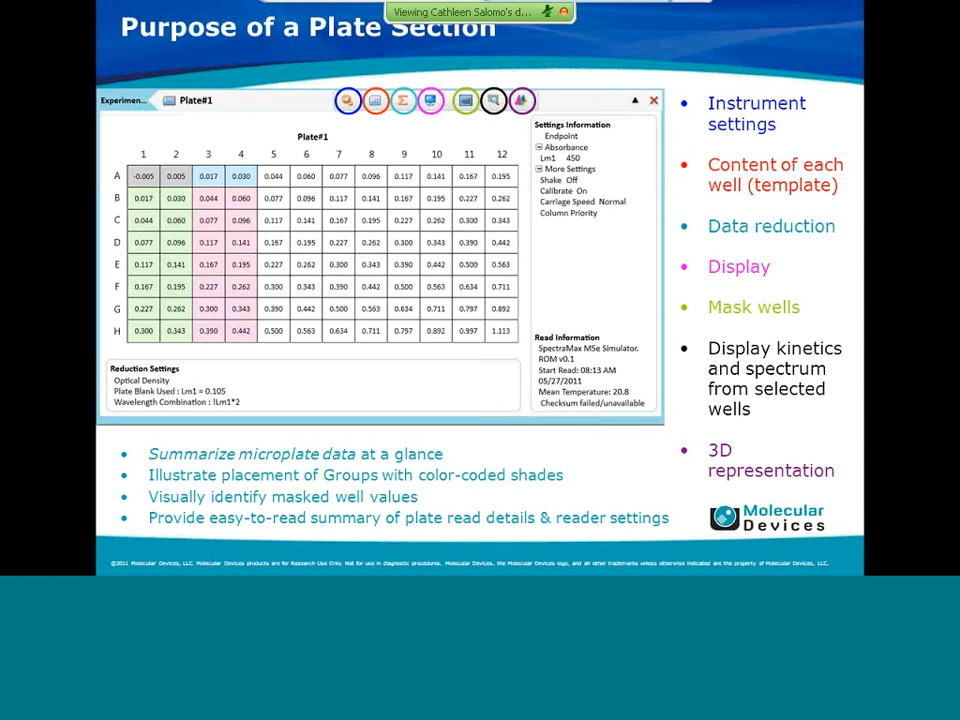 Viewing Cathleen Salomo's d...
Purpose of a Plate Section
Experimen...
Plate#1
Plate#1
1 2 3 4 5 6 7 8 9 10 11 12
A -0.005 0.005 0.017 0.030 0.044 0.060 0.077 0.096 0.117 0.141 0.167 0.195
B 0.017 0.030 0.044 0.060 0.077 0.096 0.117 0.141 0.167 0.195 0.227 0.262
C 0.044 0.060 0.077 0.096 0.117 0.141 0.167 0.195 0.227 0.262 0.300 0.343
D 0.077 0.096 0.117 0.141 0.167 0.195 0.227 0.262 0.300 0.343 0.390 0.442
E 0.117 0.141 0.167 0.195 0.227 0.262 0.300 0.343 0.390 0.442 0.500 0.563
F 0.167 0.195 0.227 0.262 0.300 0.343 0.390 0.442 0.500 0.563 0.634 0.711
G 0.227 0.262 0.300 0.343 0.390 0.442 0.500 0.563 0.634 0.711 0.797 0.892
H 0.300 0.343 0.390 0.442 0.500 0.563 0.634 0.711 0.797 0.892 0.997 1.113
Reduction Settings
Optical Density
Plate Blank Used : Lm1 = 0.105
Wavelength Combination : !Lm1*2
Settings Information
Endpoint
Absorbance
Lm1 450
More Settings
Shake Off
Calibrate On
Carriage Speed Normal
Column Priority
Read Information
SpectraMax M5e Simulator.
ROM v0.1
Start Read: 08:13 AM
05/27/2011
Mean Temperature: 20.8
Checksum failed/unavailable
• Instrument
settings
• Content of each
well (template)
• Data reduction
• Display
• Mask wells
• Display kinetics
and spectrum
from selected
wells
• 3D
representation
• Summarize microplate data at a glance
• Illustrate placement of Groups with color-coded shades
• Visually identify masked well values
• Provide easy-to-read summary of plate read details & reader settings
Molecular
Devices
©2011 Molecular Devices, LLC. Molecular Devices products are for Research Use Only. Not for use in diagnostic procedures. Molecular Devices, the Molecular Devices logo, and all other trademarks unless otherwise indicated are the property of Molecular Devices, LLC.